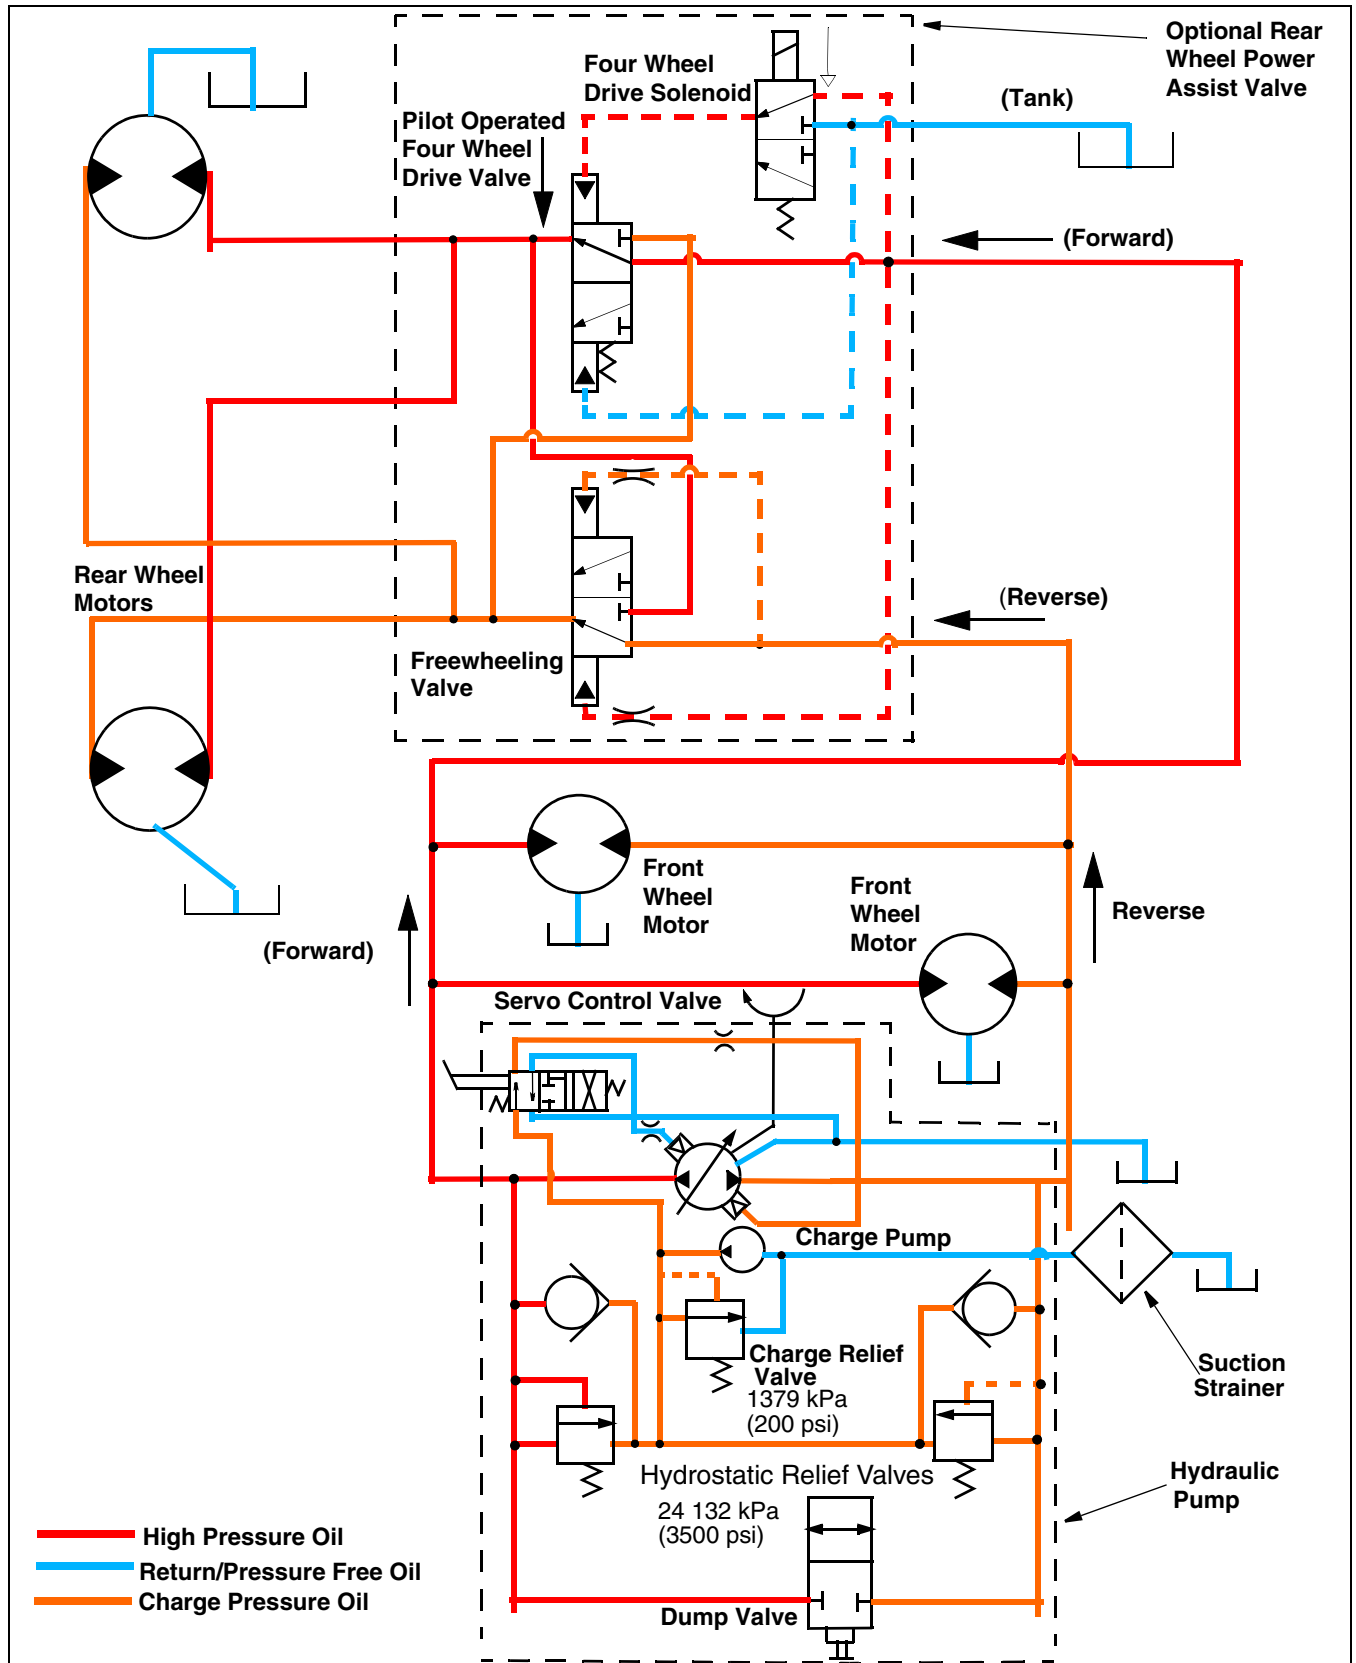 Optional Rear
Wheel Power
Assist Valve
Four Wheel
Drive Solenoid
(Tank)
Pilot Operated
Four Wheel
Drive Valve
(Forward)
Rear Wheel
Motors
(Reverse)
Freewheeling
Valve
Front
Wheel
Motor
Front
Wheel
Motor
Reverse
(Forward)
Servo Control Valve
Charge Pump
Charge Relief
Valve
1379 kPa
(200 psi)
Suction
Strainer
Hydrostatic Relief Valves
24 132 kPa
(3500 psi)
Hydraulic
Pump
High Pressure Oil
Return/Pressure Free Oil
Charge Pressure Oil
Dump Valve